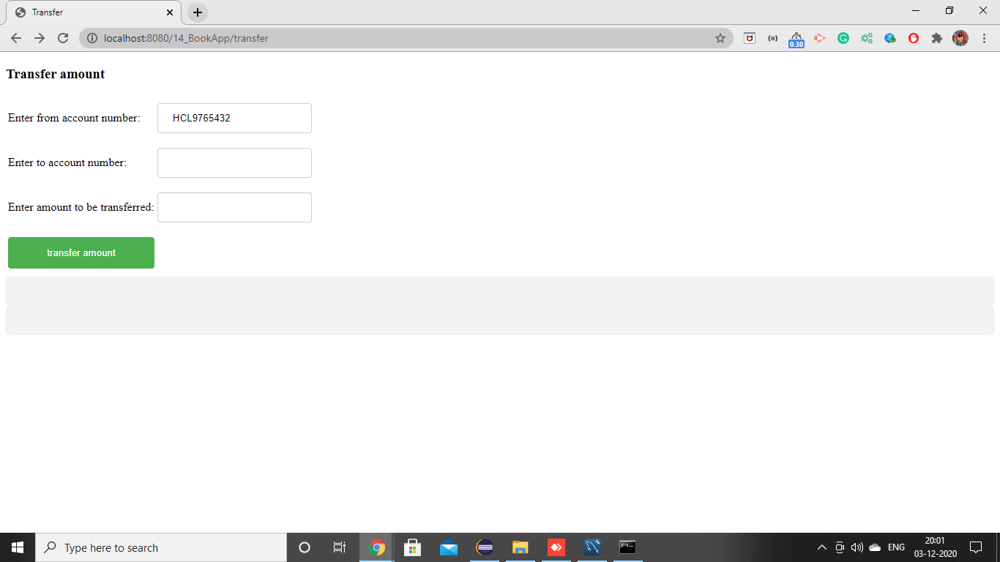 Transfer
localhost:8080/14_BookApp/transfer
0.30
Transfer amount
Enter from account number: HCL9765432
Enter to account number:
Enter amount to be transferred:
transfer amount
Type here to search
ENG
20:01
03-12-2020